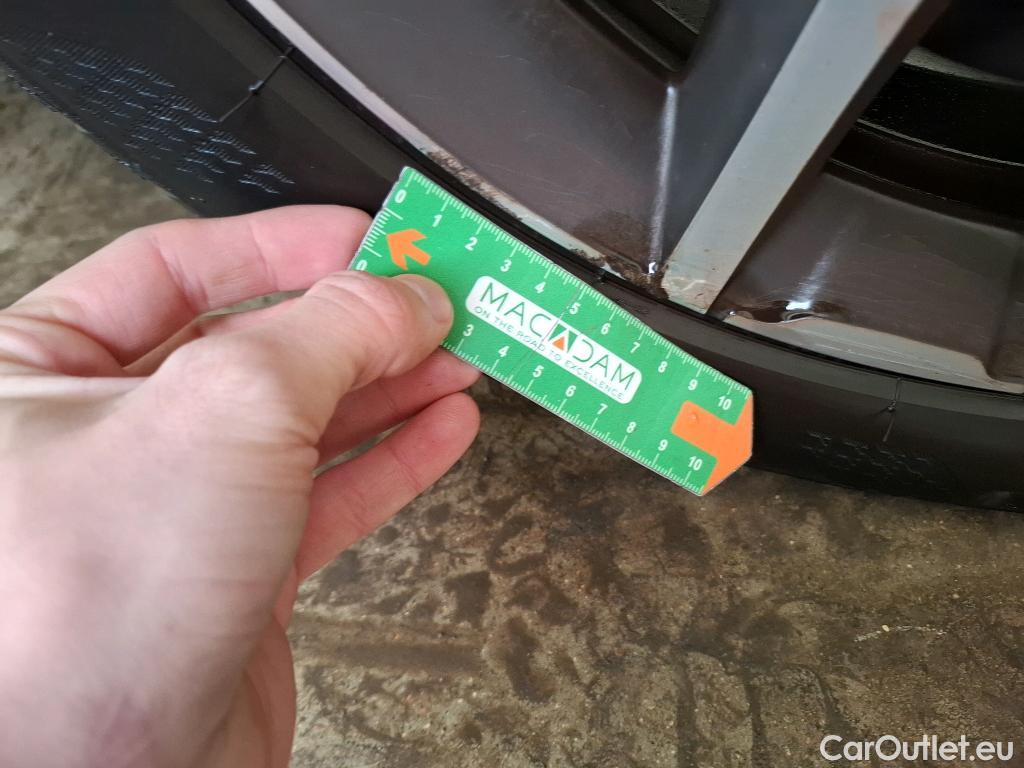 0 1 2 3 4 5 6 7 8 9 10
MACADAM
ON THE ROAD TO EXCELLENCE
0 3 4 5 6 7 8 9 10
CarOutlet.eu